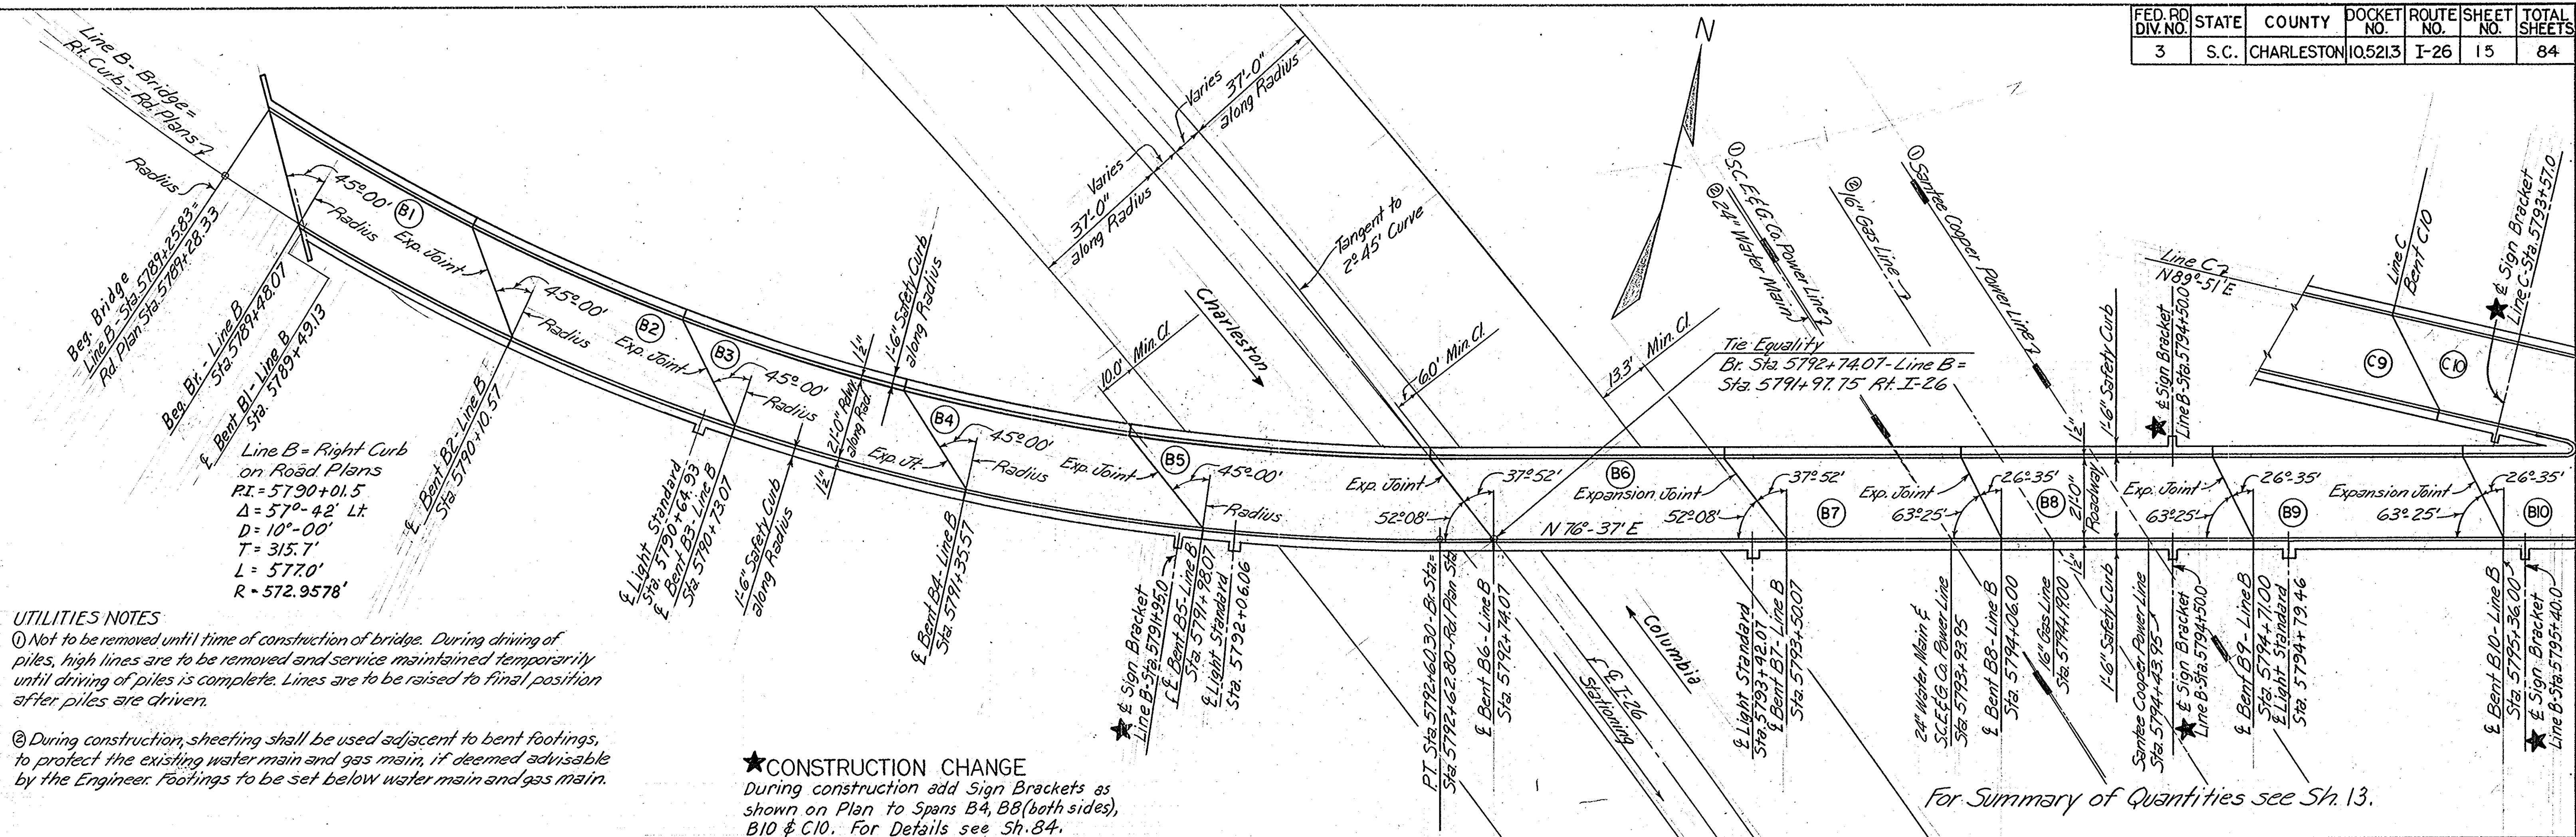 FED. RD. DIV. NO. STATE COUNTY DOCKET NO. ROUTE NO. SHEET NO. TOTAL SHEETS
3 S.C. CHARLESTON 10.521.3 I-26 15 84
Line B - Bridge =
Rt. Curb - Rd. Plans
Radius
Beg. Bridge
Line B - Sta. 5789+25.83 =
Rd. Plan Sta. 5789+28.33
Beg. Br. - Line B
Sta. 5789+48.07
℄ Bent B1 - Line B
Sta. 5789+49.13
45°00'
Radius
B1
Exp. Joint
45°00'
Radius
℄ Bent B2 - Line B
Sta. 5790+10.57
B2
Exp. Joint
B3
45°00'
Radius
℄ Light Standard
Sta. 5790+64.93
℄ Bent B3 - Line B
Sta. 5790+73.07
1'-6" Safety Curb
along Radius
1½"
21'-0" Rdwy.
along Rad.
1½"
1'-6" Safety Curb
along Radius
B4
Exp. Jt.
45°00'
Radius
℄ Bent B4 - Line B
Sta. 5791+35.57
Exp. Joint
B5
45°00'
Radius
★ ℄ Sign Bracket
Line B-Sta. 5791+95.0
℄ Bent B5 - Line B
Sta. 5791+98.07
℄ Light Standard
Sta. 5792+06.06
37'-0"
along Radius
Varies
Varies
37'-0"
along Radius
10.0' Min. Cl.
Charleston
6.0' Min. Cl.
Tangent to
2°45' Curve
13.3' Min. Cl.
N
Tie Equality
Br. Sta. 5792+74.07 - Line B =
Sta. 5791+97.75 Rt. I-26
Exp. Joint
37°52'
52°08'
B6
Expansion Joint
N 76°-37' E
37°52'
52°08'
B7
P.T. Sta. 5792+60.30 - Br. Sta. =
Sta. 5792+62.80 - Rd. Plan Sta.
℄ Bent B6 - Line B
Sta. 5792+74.07
℄ I-26
Stationing
Columbia
℄ Light Standard
Sta. 5793+42.07
℄ Bent B7 - Line B
Sta. 5793+50.07
① S.C.E.&G. Co. Power Line
② 24" Water Main
② 16" Gas Line
① Santee Cooper Power Line
Exp. Joint
26°35'
63°25'
B8
1½"
21'-0"
Roadway
1½"
1'-6" Safety Curb
1'-6" Safety Curb
24" Water Main &
S.C.E.&G. Co. Power Line
Sta. 5793+93.95
℄ Bent B8 - Line B
Sta. 5794+06.00
16" Gas Line
Sta. 5794+19.00
Santee Cooper Power Line
Sta. 5794+43.95
★ ℄ Sign Bracket
Line B-Sta. 5794+50.0
★ ℄ Sign Bracket
Line B-Sta. 5794+50.0
Exp. Joint
26°35'
63°25'
B9
℄ Bent B9 - Line B
Sta. 5794+71.00
℄ Light Standard
Sta. 5794+79.46
Expansion Joint
26°35'
63°25'
B10
℄ Bent B10 - Line B
Sta. 5795+36.00
★ ℄ Sign Bracket
Line B-Sta. 5795+40.0
Line C
N 89°-51' E
Line C
Bent C10
C9
C10
★ ℄ Sign Bracket
Line C-Sta. 5793+57.0
Line B = Right Curb
on Road Plans
P.I. = 5790+01.5
Δ = 57°-42' Lt.
D = 10°-00'
T = 315.7'
L = 577.0'
R = 572.9578'
UTILITIES NOTES
① Not to be removed until time of construction of bridge. During driving of
piles, high lines are to be removed and service maintained temporarily
until driving of piles is complete. Lines are to be raised to final position
after piles are driven.
② During construction, sheeting shall be used adjacent to bent footings,
to protect the existing water main and gas main, if deemed advisable
by the Engineer. Footings to be set below water main and gas main.
★ CONSTRUCTION CHANGE
During construction add Sign Brackets as
shown on Plan to Spans B4, B8 (both sides),
B10 & C10. For Details see Sh. 84.
For Summary of Quantities see Sh. 13.